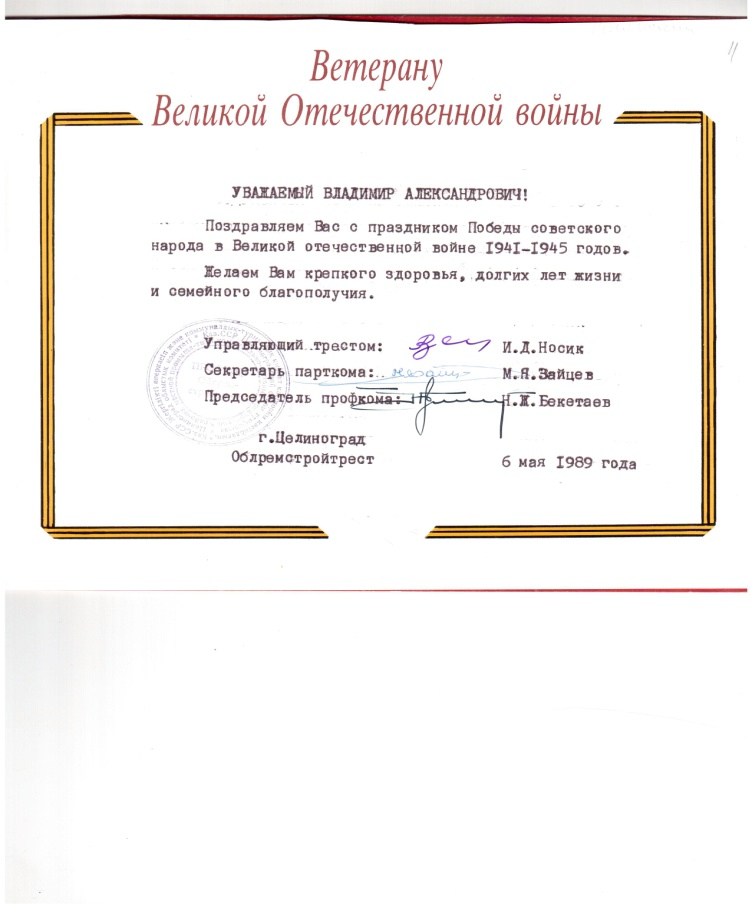 Ветерану
Великой Отечественной войны
УВАЖАЕМЫЙ ВЛАДИМИР АЛЕКСАНДРОВИЧ!
Поздравляем Вас с праздником Победы советского
народа в Великой отечественной войне 1941-1945 годов.
Желаем Вам крепкого здоровья, долгих лет жизни
и семейного благополучия.
Управляющий трестом: И.Д.Носик
Секретарь парткома: М.Я.Зайцев
Председатель профкома: Н.Ж.Бекетаев
г.Целиноград
Облремстройтрест 6 мая 1989 года